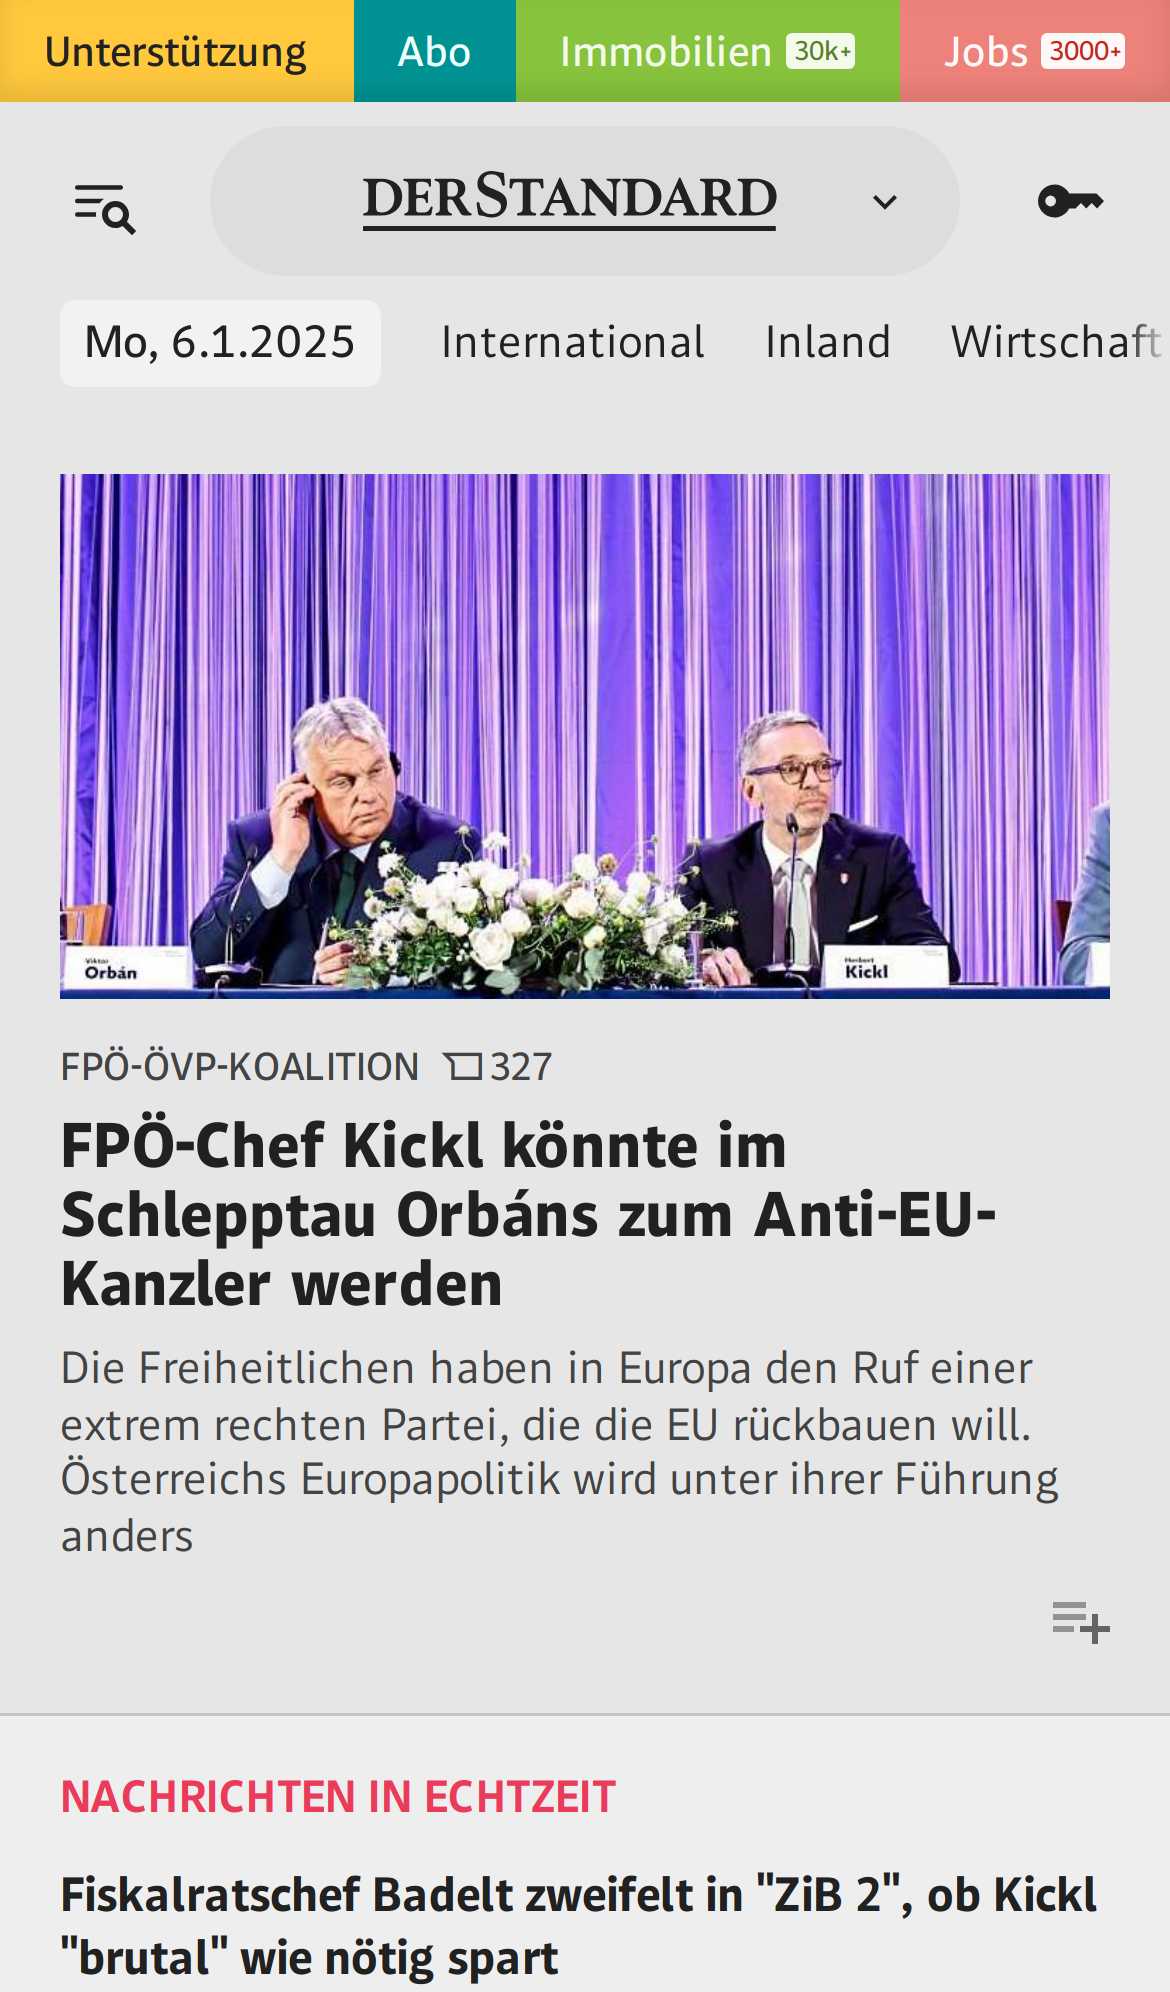 Unterstützung
Abo
Immobilien 30k+
Jobs 3000+
DERSTANDARD
Mo, 6.1.2025
International
Inland
Wirtschaft
Viktor
Orbán
Herbert
Kickl
FPÖ-ÖVP-KOALITION 327
FPÖ-Chef Kickl könnte im
Schlepptau Orbáns zum Anti-EU-
Kanzler werden
Die Freiheitlichen haben in Europa den Ruf einer
extrem rechten Partei, die die EU rückbauen will.
Österreichs Europapolitik wird unter ihrer Führung
anders
NACHRICHTEN IN ECHTZEIT
Fiskalratschef Badelt zweifelt in "ZiB 2", ob Kickl
"brutal" wie nötig spart